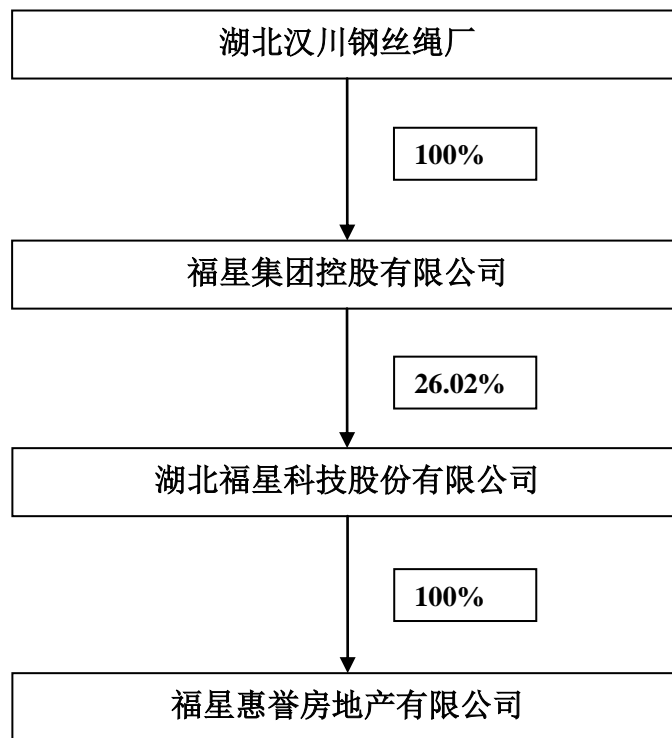 湖北汉川钢丝绳厂
100%
福星集团控股有限公司
26.02%
湖北福星科技股份有限公司
100%
福星惠誉房地产有限公司